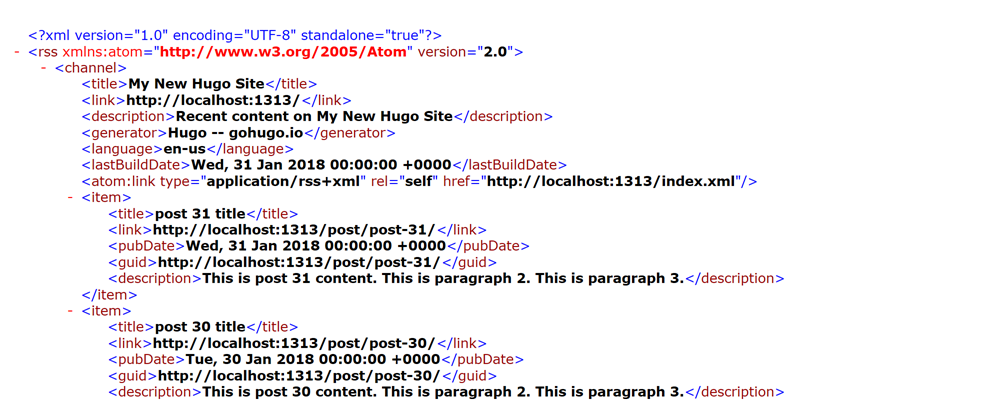 <?xml version="1.0" encoding="UTF-8" standalone="true"?>
- <rss xmlns:atom="http://www.w3.org/2005/Atom" version="2.0">
- <channel>
<title>My New Hugo Site</title>
<link>http://localhost:1313/</link>
<description>Recent content on My New Hugo Site</description>
<generator>Hugo -- gohugo.io</generator>
<language>en-us</language>
<lastBuildDate>Wed, 31 Jan 2018 00:00:00 +0000</lastBuildDate>
<atom:link type="application/rss+xml" rel="self" href="http://localhost:1313/index.xml"/>
- <item>
<title>post 31 title</title>
<link>http://localhost:1313/post/post-31/</link>
<pubDate>Wed, 31 Jan 2018 00:00:00 +0000</pubDate>
<guid>http://localhost:1313/post/post-31/</guid>
<description>This is post 31 content. This is paragraph 2. This is paragraph 3.</description>
</item>
- <item>
<title>post 30 title</title>
<link>http://localhost:1313/post/post-30/</link>
<pubDate>Tue, 30 Jan 2018 00:00:00 +0000</pubDate>
<guid>http://localhost:1313/post/post-30/</guid>
<description>This is post 30 content. This is paragraph 2. This is paragraph 3.</description>